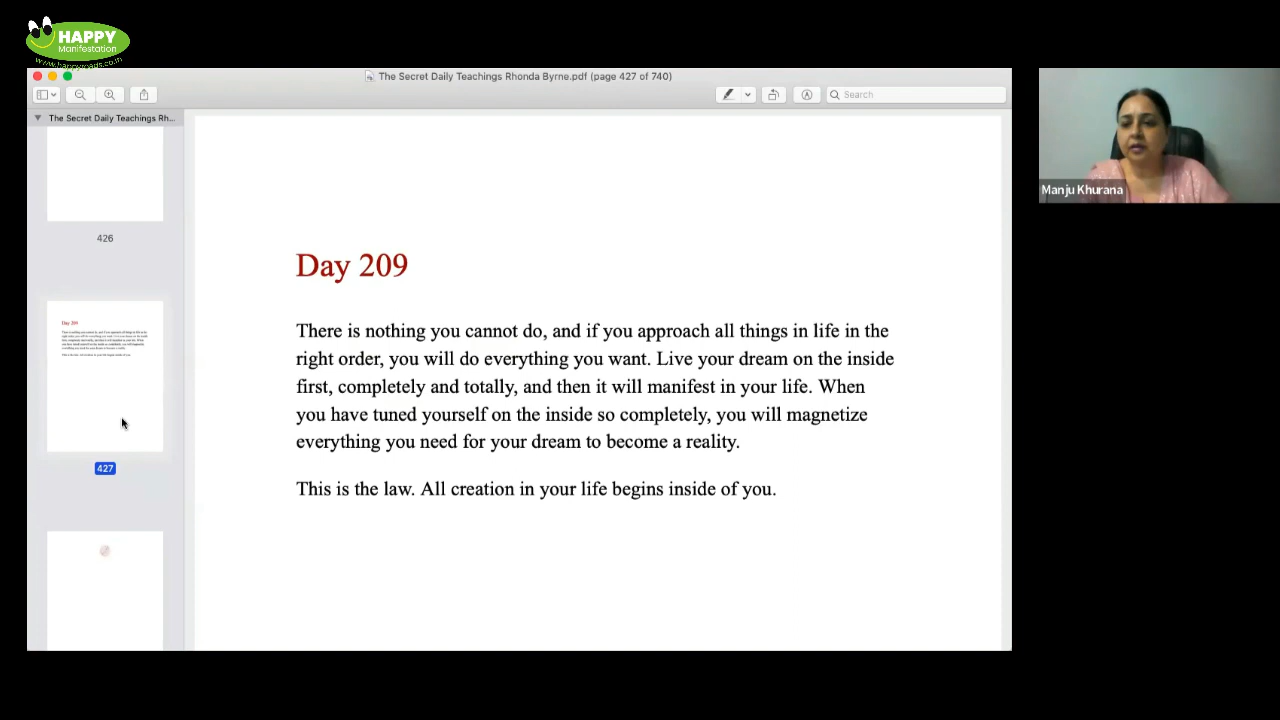 HAPPY
Manifestation
www.happyroads.co.in
The Secret Daily Teachings Rhonda Byrne.pdf (page 427 of 740)
Search
The Secret Daily Teachings Rh...
426
427
Day 209
There is nothing you cannot do, and if you approach all things in life in the
right order, you will do everything you want. Live your dream on the inside
first, completely and totally, and then it will manifest in your life. When
you have tuned yourself on the inside so completely, you will magnetize
everything you need for your dream to become a reality.
This is the law. All creation in your life begins inside of you.
Manju Khurana